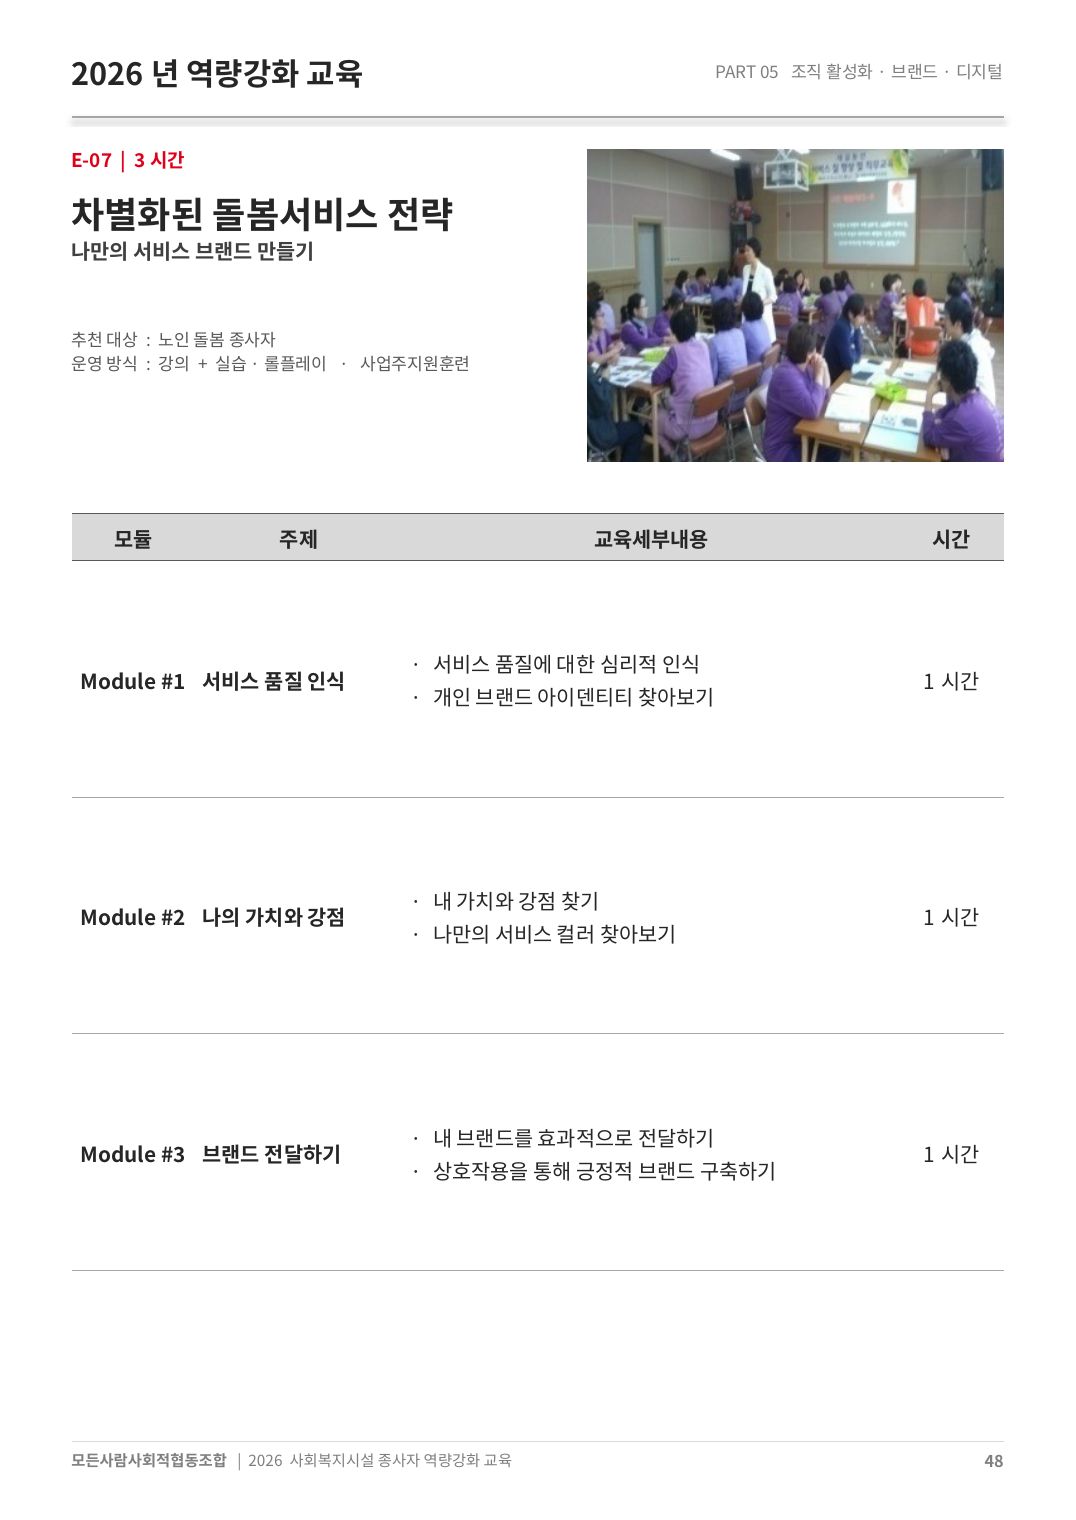 2026 년 역량강화 교육
PART 05 조직 활성화 · 브랜드 · 디지털
E-07 | 3 시간
차별화된 돌봄서비스 전략
나만의 서비스 브랜드 만들기
추천 대상 : 노인 돌봄 종사자
운영 방식 : 강의 + 실습 · 롤플레이 · 사업주지원훈련
모듈 주제 교육세부내용 시간
Module #1 서비스 품질 인식
· 서비스 품질에 대한 심리적 인식
· 개인 브랜드 아이덴티티 찾아보기
1 시간
Module #2 나의 가치와 강점
· 내 가치와 강점 찾기
· 나만의 서비스 컬러 찾아보기
1 시간
Module #3 브랜드 전달하기
· 내 브랜드를 효과적으로 전달하기
· 상호작용을 통해 긍정적 브랜드 구축하기
1 시간
모든사람사회적협동조합 | 2026 사회복지시설 종사자 역량강화 교육
48